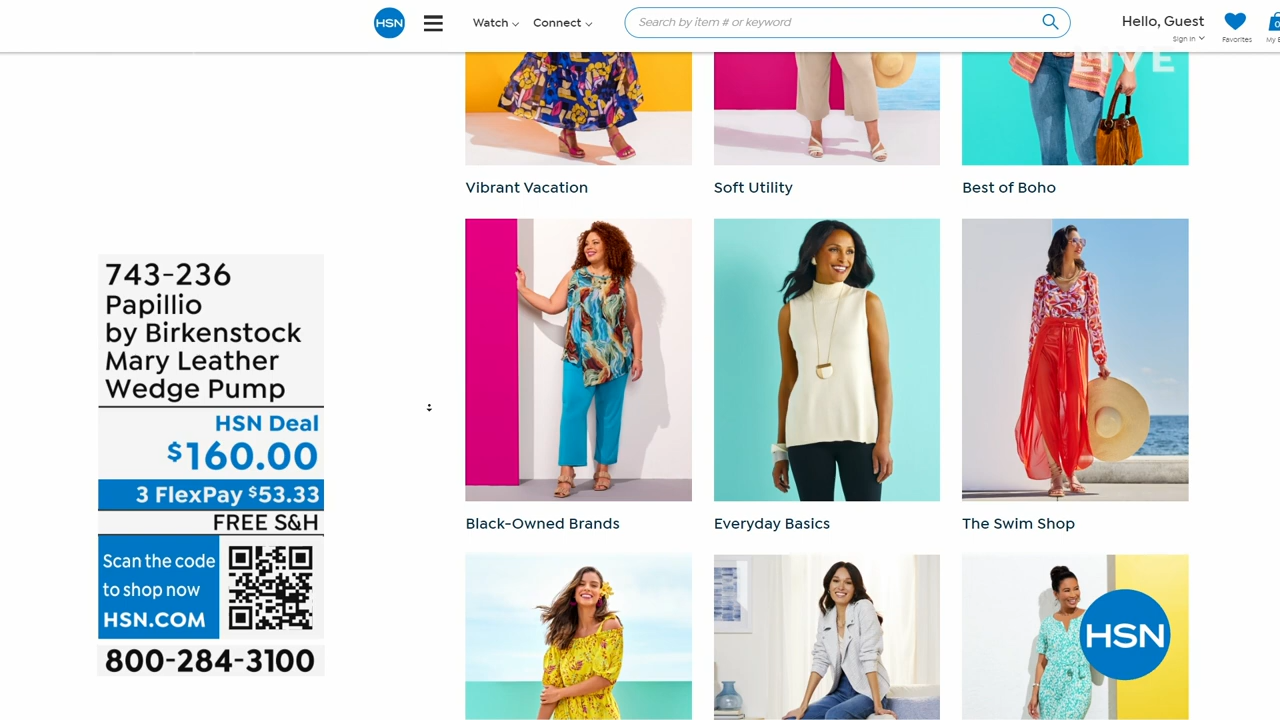 HSN
Watch
Connect
Search by item # or keyword
Hello, Guest
Sign In
Favorites
LIVE
Vibrant Vacation
Soft Utility
Best of Boho
743-236
Papillio
by Birkenstock
Mary Leather
Wedge Pump
HSN Deal
$160.00
3 FlexPay $53.33
FREE S&H
Scan the code
to shop now
HSN.COM
800-284-3100
Black-Owned Brands
Everyday Basics
The Swim Shop
HSN